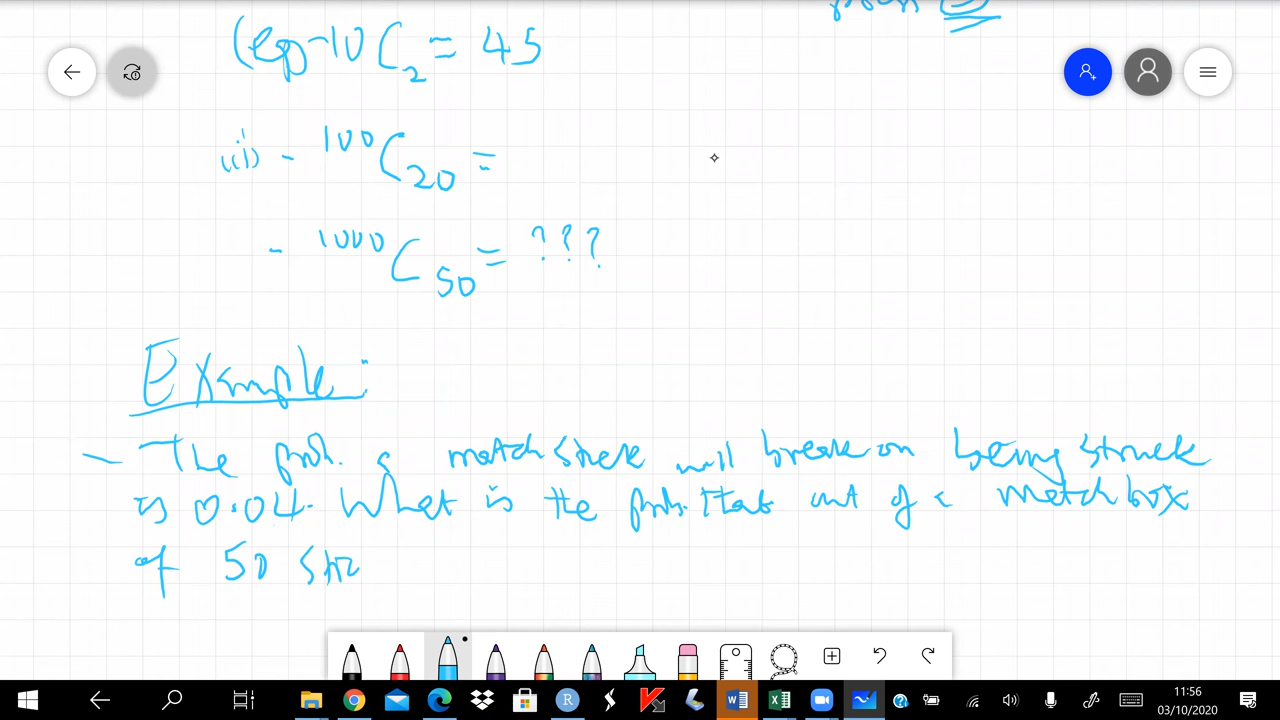 (eg) - 10C2 = 45
(ii) - 100C20 =
- 1000C50 = ???
Example:
- The prob. a match stick will break on being struck
is 0.04. What is the prob. that out of a match box
of 50 stic
11:56
03/10/2020